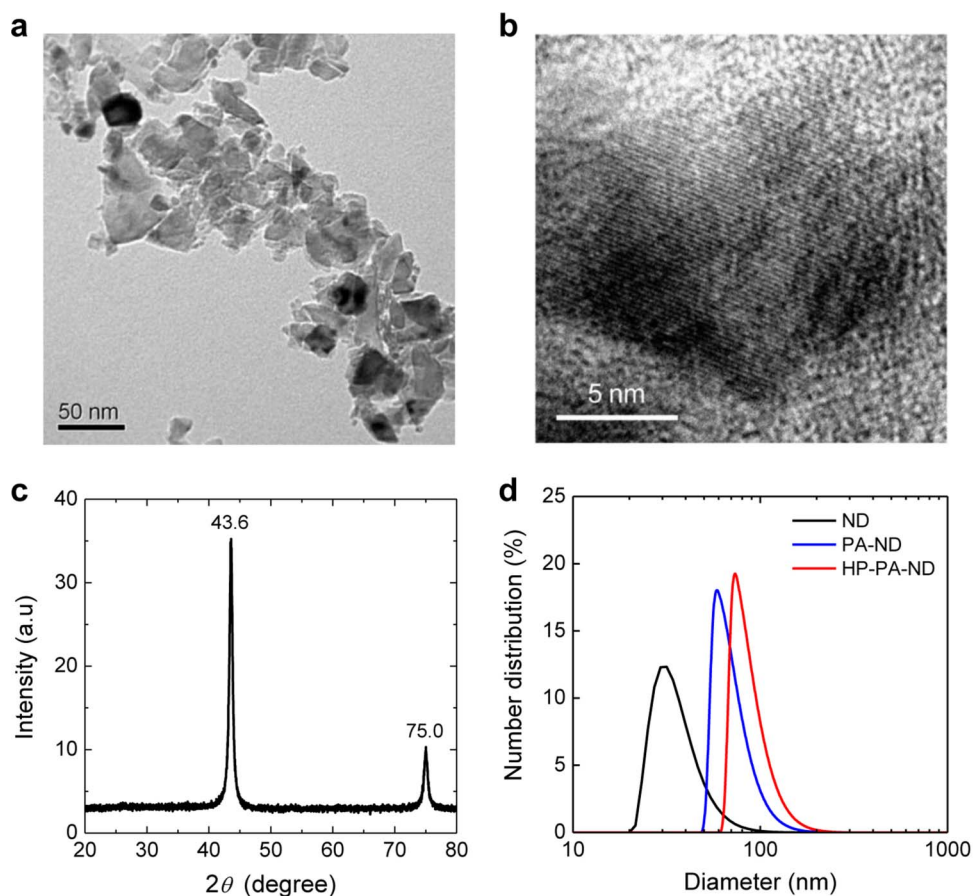 a
50 nm
b
5 nm
c
Intensity (a.u)
40
30
20
10
0
43.6
75.0
20 30 40 50 60 70 80
2θ (degree)
d
Number distribution (%)
25
20
15
10
5
0
ND
PA-ND
HP-PA-ND
10 100 1000
Diameter (nm)